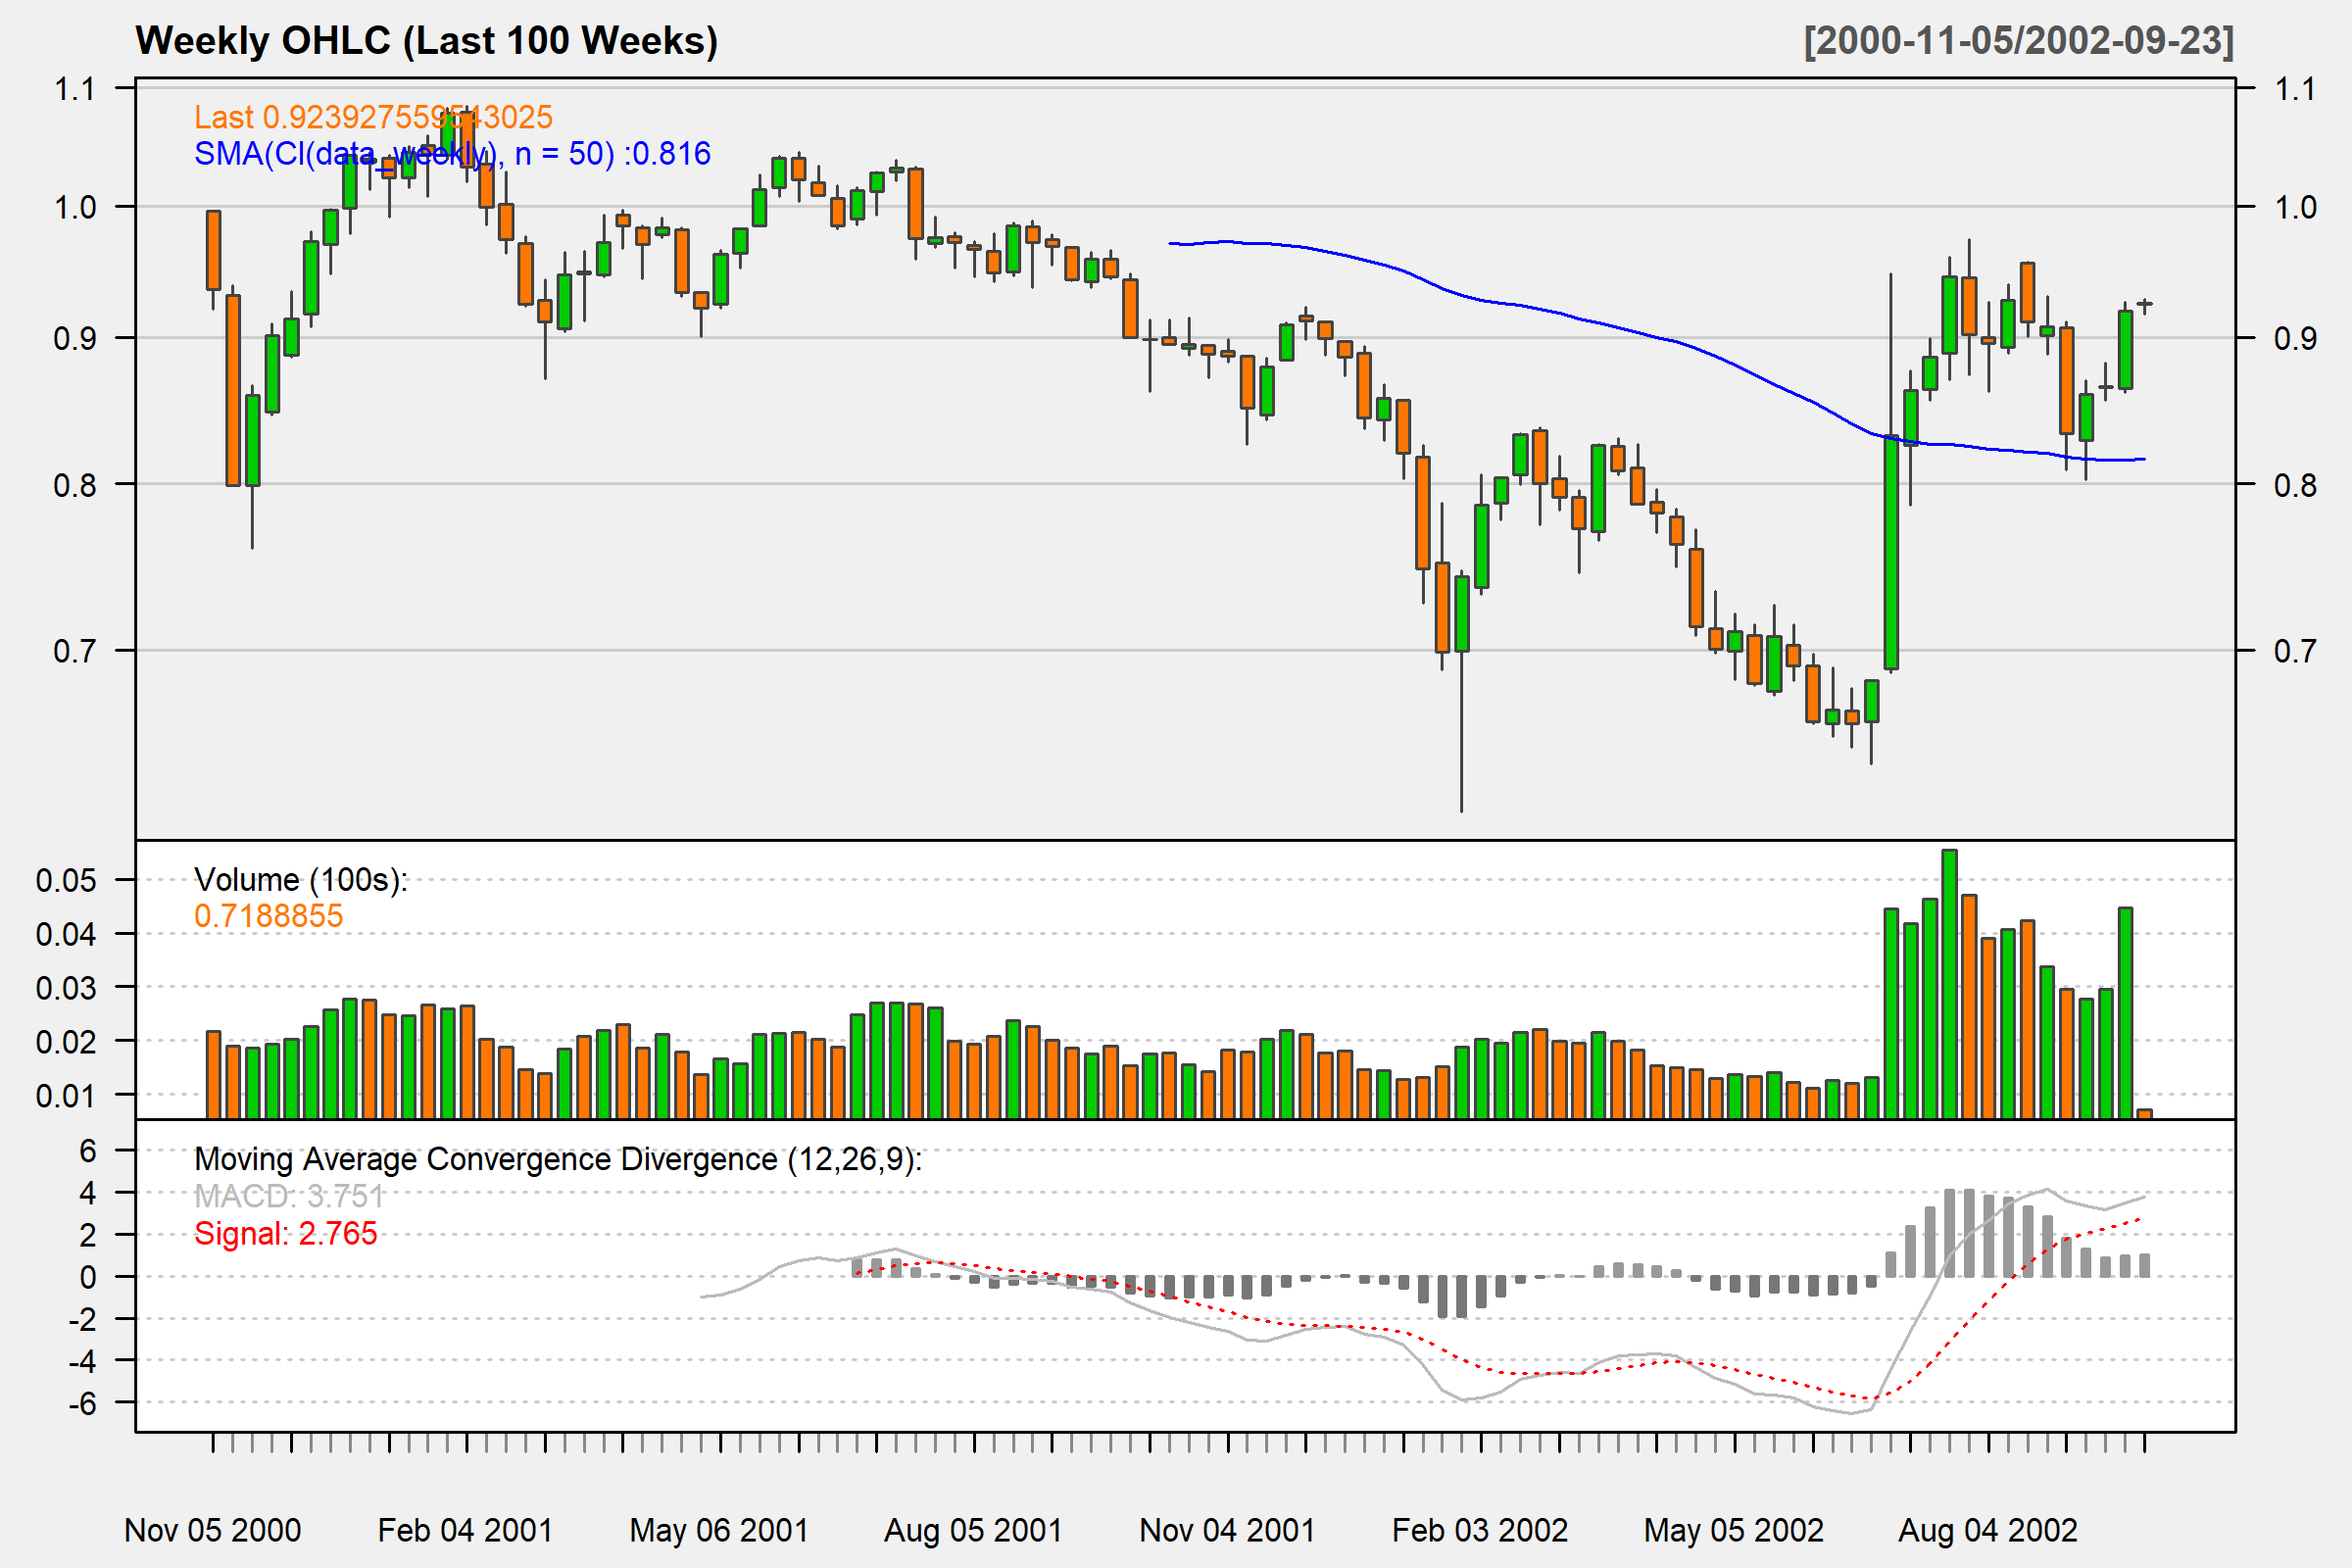 Weekly OHLC (Last 100 Weeks) [2000-11-05/2002-09-23]
1.1 1.1
Last 0.923927559543025
SMA(Cl(data_weekly), n = 50) :0.816
1.0 1.0
0.9 0.9
0.8 0.8
0.7 0.7
Volume (100s):
0.7188855
0.05
0.04
0.03
0.02
0.01
Moving Average Convergence Divergence (12,26,9):
MACD: 3.751
Signal: 2.765
6
4
2
0
-2
-4
-6
Nov 05 2000 Feb 04 2001 May 06 2001 Aug 05 2001 Nov 04 2001 Feb 03 2002 May 05 2002 Aug 04 2002